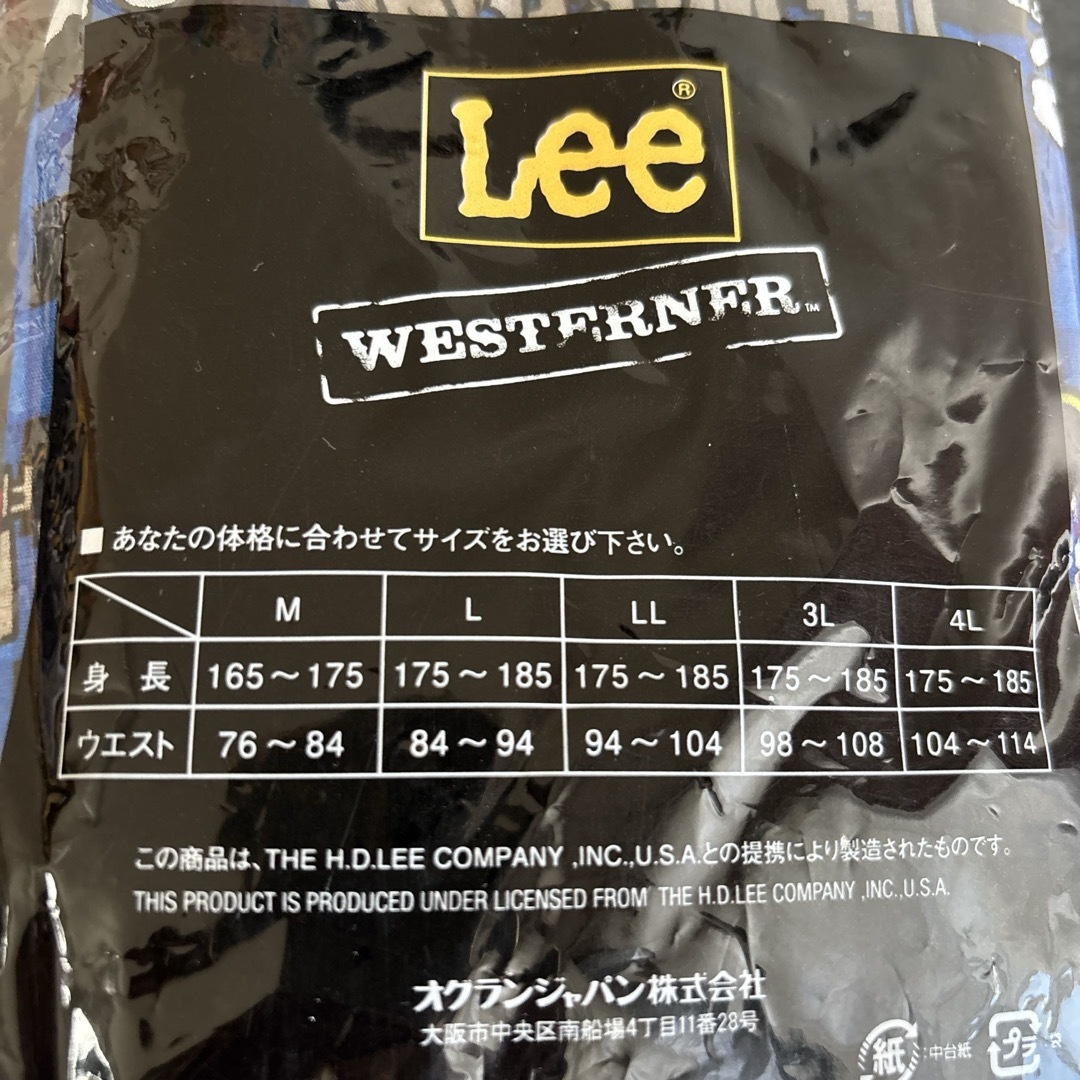 Lee®
WESTERNER™
■ あなたの体格に合わせてサイズをお選び下さい。
M L LL 3L 4L
身 長 165～175 175～185 175～185 175～185 175～185
ウエスト 76～84 84～94 94～104 98～108 104～114
この商品は、THE H.D.LEE COMPANY ,INC.,U.S.A.との提携により製造されたものです。
THIS PRODUCT IS PRODUCED UNDER LICENSED FROM THE H.D.LEE COMPANY ,INC.,U.S.A.
オグランジャパン株式会社
大阪市中央区南船場4丁目11番28号
紙 :中台紙 プラ :袋